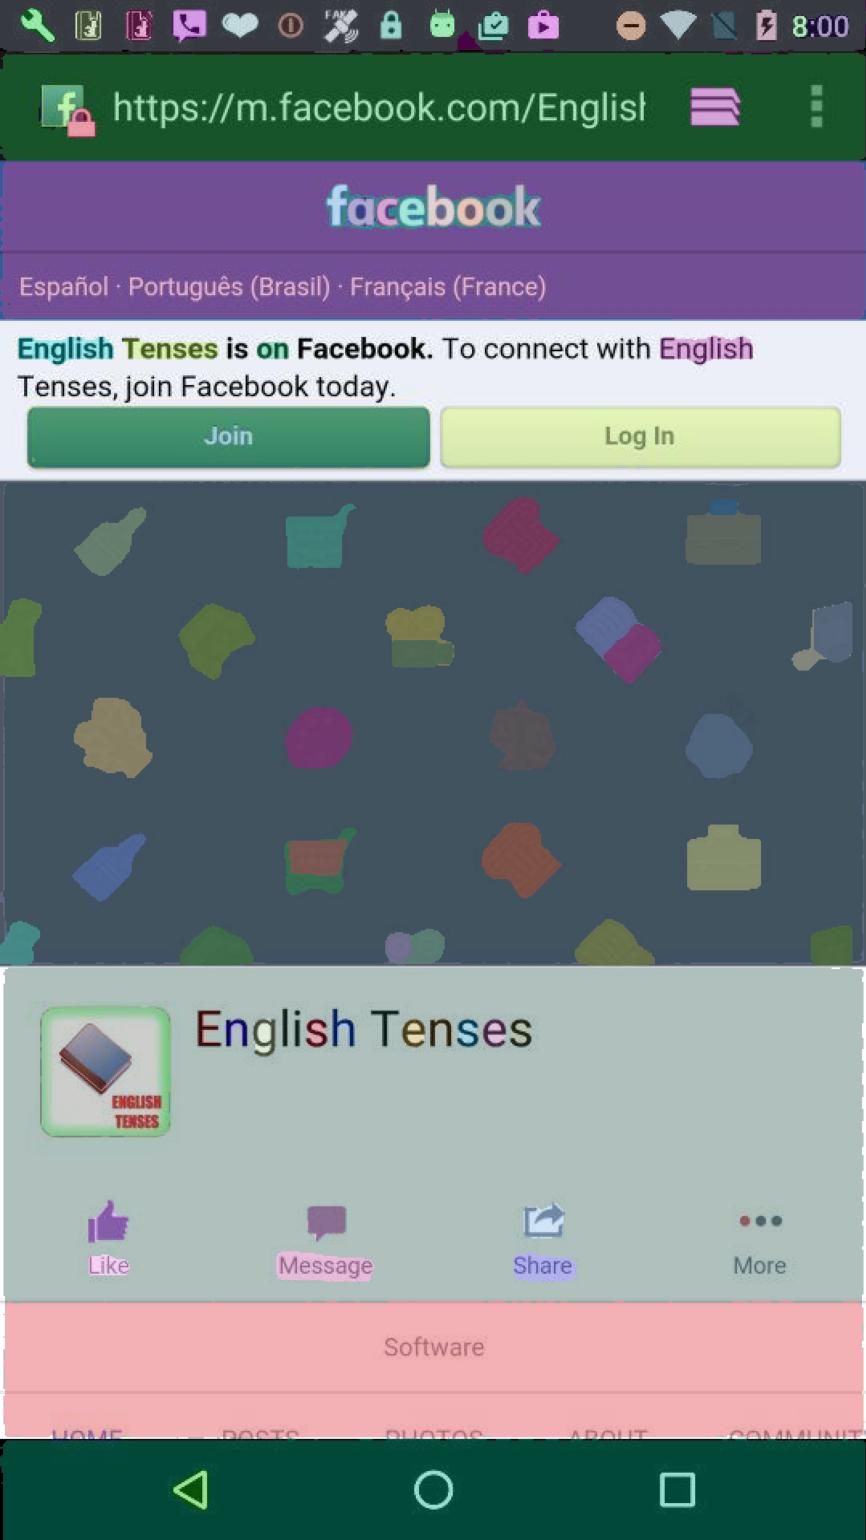 FAKE
8:00
https://m.facebook.com/English
facebook
Español · Português (Brasil) · Français (France)
English Tenses is on Facebook. To connect with English
Tenses, join Facebook today.
Join
Log In
English Tenses
ENGLISH
TENSES
Like
Message
Share
More
Software
HOME
POSTS
PHOTOS
ABOUT
COMMUNIT